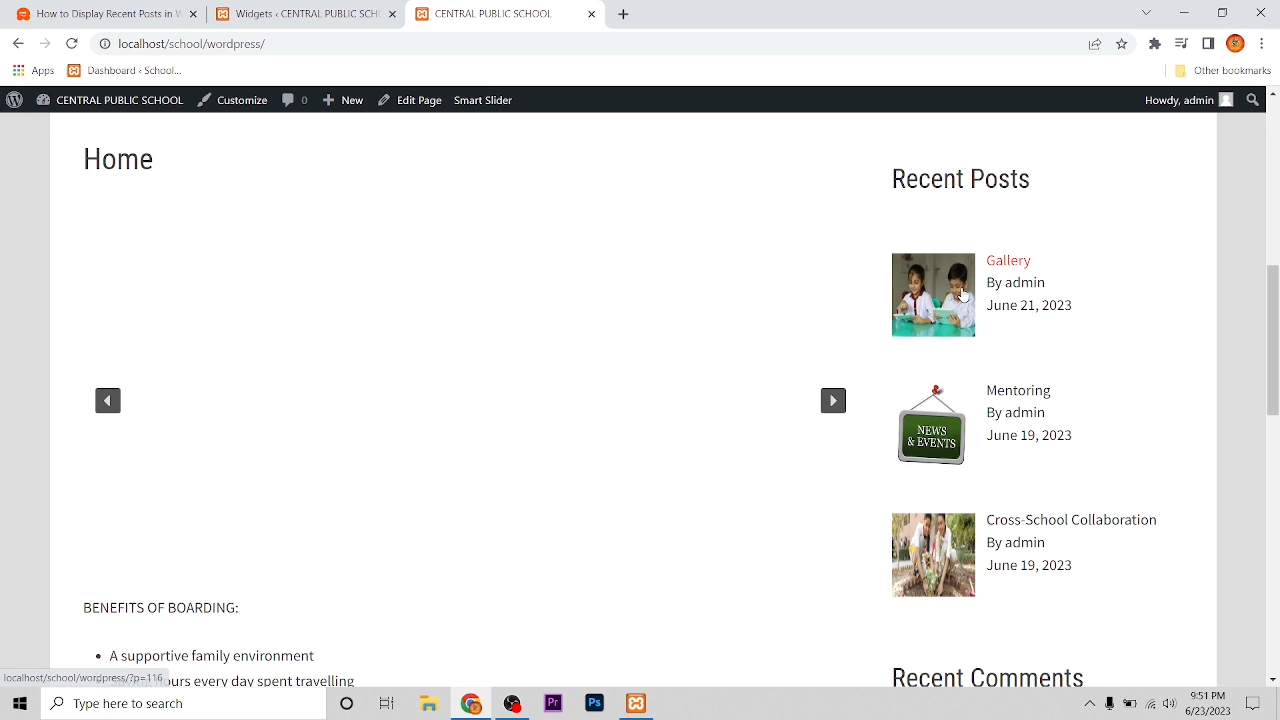 How to Display Recent Post in W
Widgets ‹ CENTRAL PUBLIC SCH
CENTRAL PUBLIC SCHOOL
localhost/school/wordpress/
Apps
Dashboard ‹ School...
Other bookmarks
CENTRAL PUBLIC SCHOOL
Customize
0
New
Edit Page
Smart Slider
Howdy, admin
Home
Recent Posts
Gallery
By admin
June 21, 2023
NEWS
& EVENTS
Mentoring
By admin
June 19, 2023
Cross-School Collaboration
By admin
June 19, 2023
BENEFITS OF BOARDING:
• A supportive family environment
ours every day spent travelling
Recent Comments
localhost/school/wordpress/?p=116
Type here to search
Pr
Ps
9:51 PM
6/23/2023